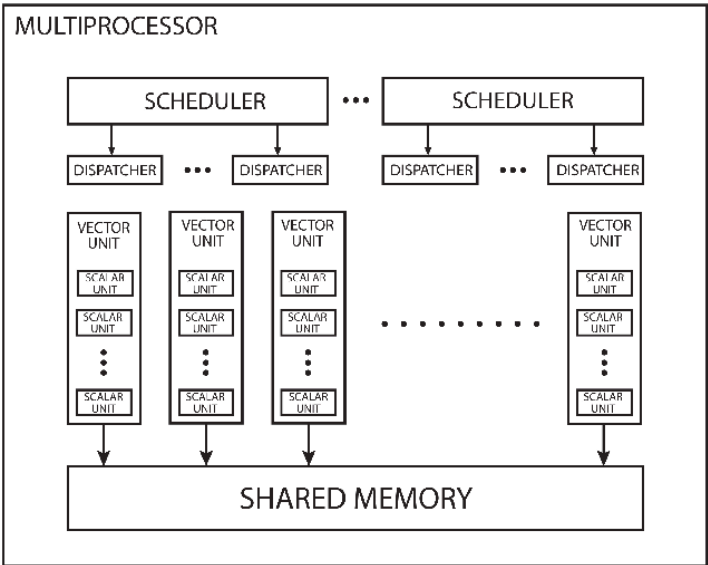 MULTIPROCESSOR
SCHEDULER ••• SCHEDULER
DISPATCHER ••• DISPATCHER DISPATCHER ••• DISPATCHER
VECTOR UNIT
SCALAR UNIT
SCALAR UNIT
SCALAR UNIT
VECTOR UNIT
SCALAR UNIT
SCALAR UNIT
SCALAR UNIT
VECTOR UNIT
SCALAR UNIT
SCALAR UNIT
SCALAR UNIT
VECTOR UNIT
SCALAR UNIT
SCALAR UNIT
SCALAR UNIT
SHARED MEMORY